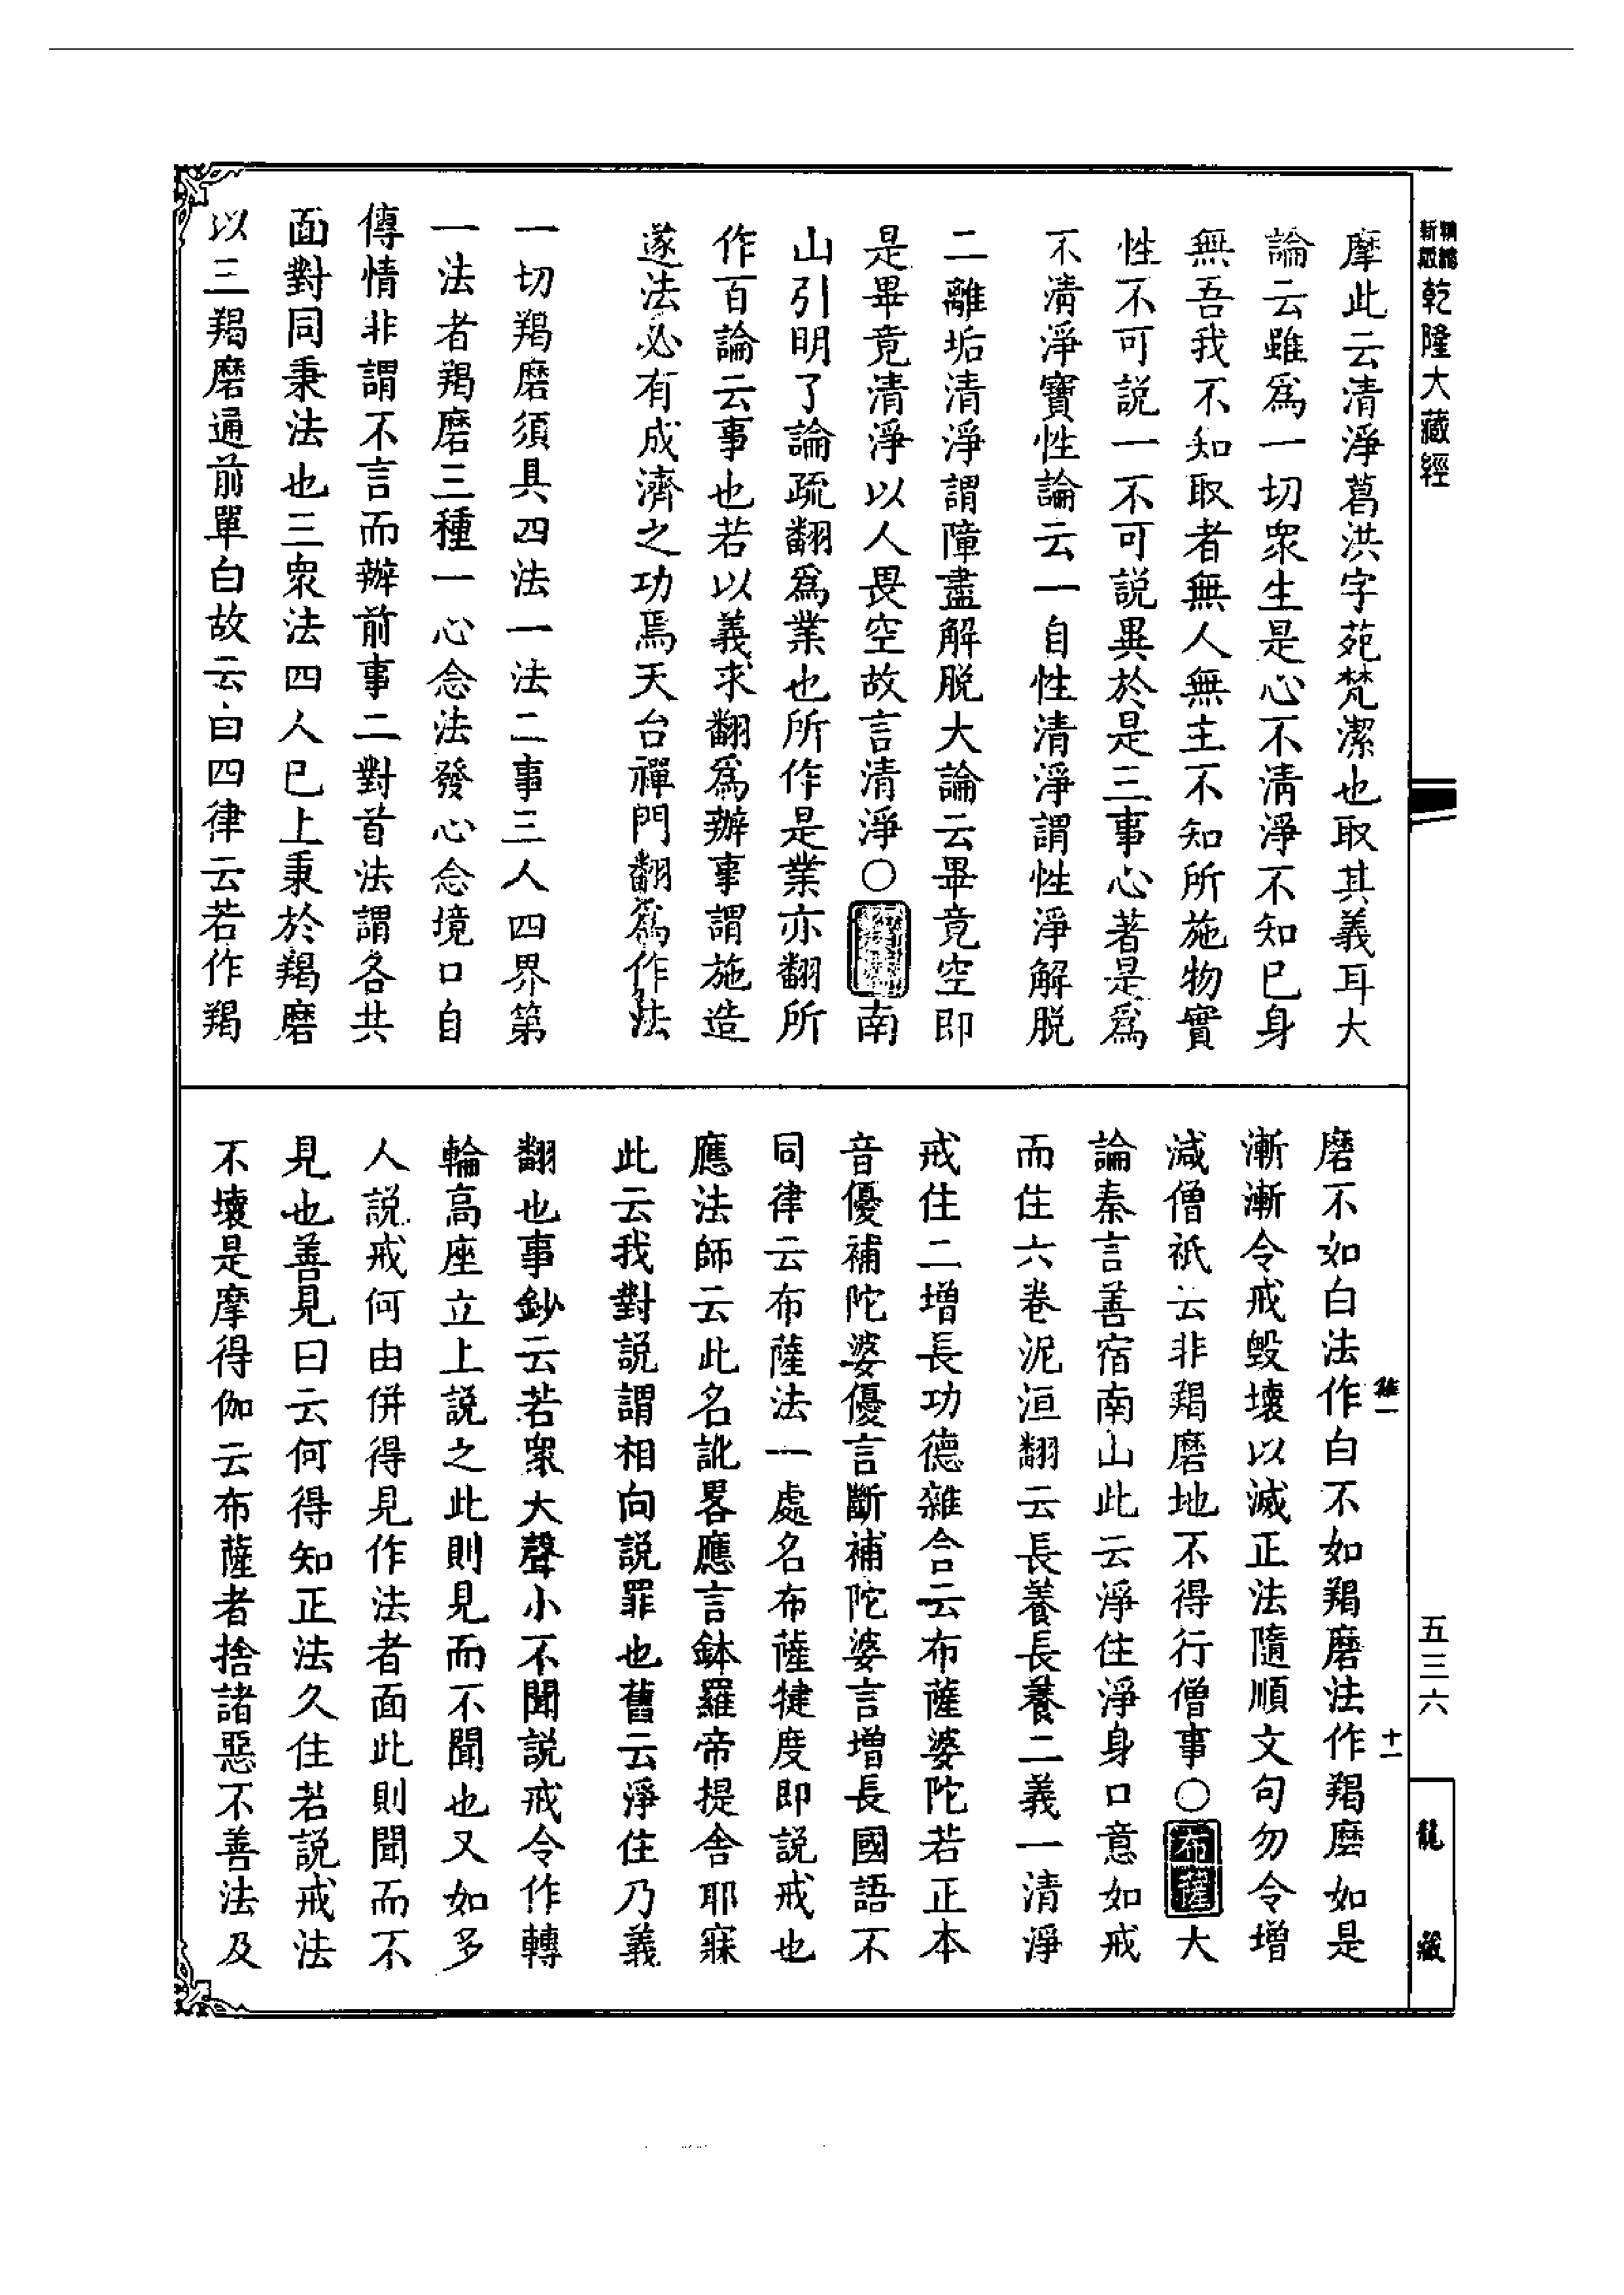 乾隆大藏經
五三六
龍藏
摩此云清淨葛洪字苑梵潔也取其義耳大
論云雖爲一切衆生是心不淸淨不知已身
無吾我不知取者無人無主不知所施物實
性不可説一不可説異於是三事心著是爲
不淸淨寶性論云一自性清淨謂性淨解脱
二離垢清淨謂障盡解脱大論云畢竟空即
是畢竟清淨以人畏空故言清淨〇南
山引明了論疏翻爲業也所作是業亦翻所
作百論云事也若以義求翻爲辦事謂施造
遂法必有成濟之功焉天台禪門翻爲作法
一切羯磨須具四法一法二事三人四界第
一法者羯磨三種一心念法發心念境口自
傳情非謂不言而辦前事二對首法謂各共
面對同秉法也三衆法四人已上秉於羯磨
以三羯磨通前單白故云白四律云若作羯
雜一
十一
磨不如白法作白不如羯磨法作羯磨如是
漸漸令戒毀壞以滅正法隨順文句勿令增
減僧祇云非羯磨地不得行僧事〇布薩大
論秦言善宿南山此云淨住淨身口意如戒
而住六卷泥洹翻云長養長養二義一清淨
戒住二增長功德雜合云布薩婆陀若正本
音優補陀婆優言斷補陀婆言增長國語不
同律云布薩法一處名布薩犍度即説戒也
應法師云此名訛畧應言鉢羅帝提舍耶寐
此云我對説謂相向説罪也舊云淨住乃義
翻也事鈔云若衆大聲小不聞説戒令作轉
輪高座立上説之此則見而不聞也又如多
人説戒何由併得見作法者面此則聞而不
見也善見曰云何得知正法久住若説戒法
不壞是摩得伽云布薩者捨諸惡不善法及